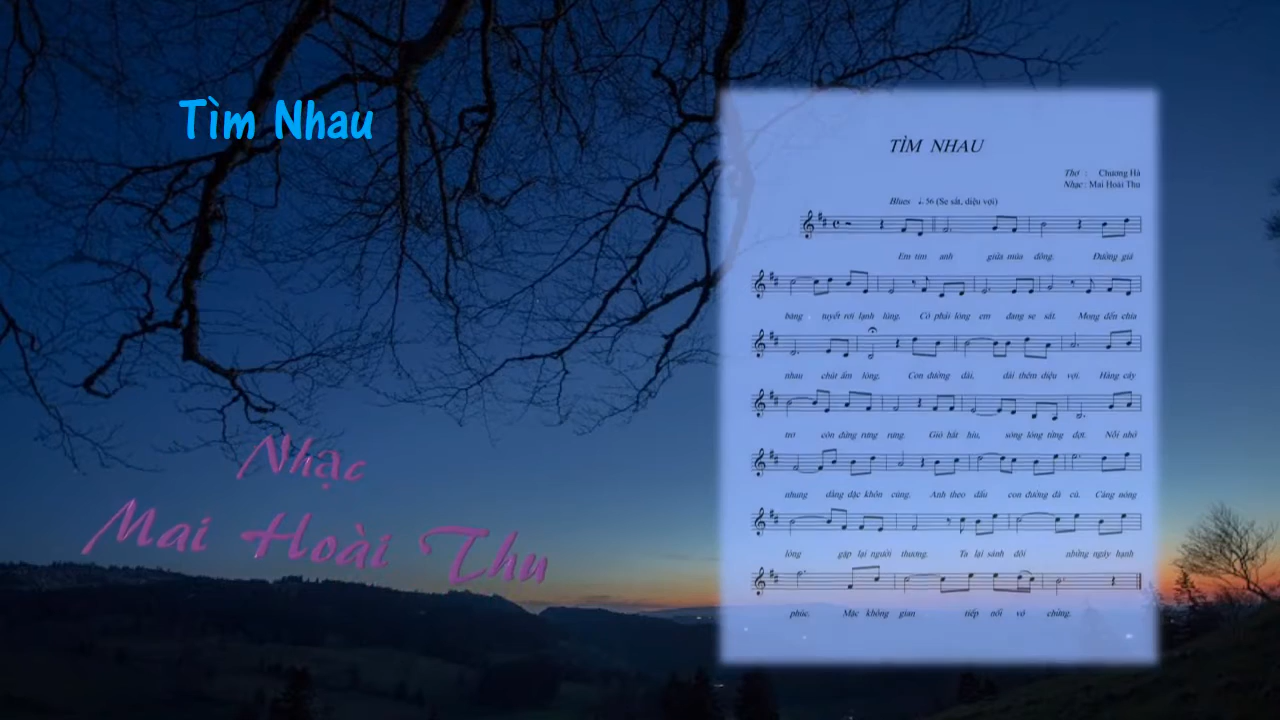 Tìm Nhau
Nhạc
Mai Hoài Thu
TÌM NHAU
Thơ : Chương Hà
Nhạc : Mai Hoài Thu
Blues ♩. 56 (Se sắt, diệu vợi)
Em tìm anh giữa mùa đông. Đường giá
băng tuyết rơi lạnh lùng. Có phải lòng em đang se sắt. Mong đến chia
nhau chút ấm lòng. Con đường dài, dài thêm diệu vợi. Hàng cây
trơ còn đứng rưng rưng. Gió hắt hiu, sóng lòng từng đợt. Nỗi nhớ
nhung dằng dặc khôn cùng. Anh theo dấu con đường đã cũ. Càng nóng
lòng gặp lại người thương. Ta lại sánh đôi những ngày hạnh
phúc. Mặc không gian tiếp nối vô chừng.